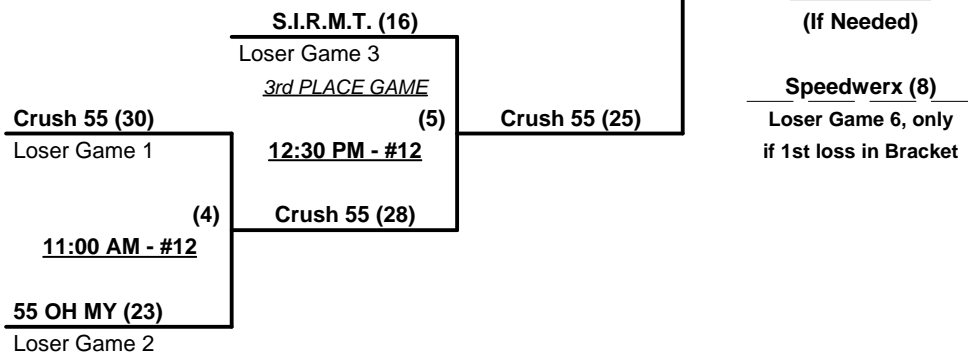 S.I.R.M.T. (16)
(If Needed)
Loser Game 3
3rd PLACE GAME
Speedwerx (8)
Crush 55 (30)
(5)
Crush 55 (25)
Loser Game 6, only
Loser Game 1
12:30 PM - #12
if 1st loss in Bracket
(4)
Crush 55 (28)
11:00 AM - #12
55 OH MY (23)
Loser Game 2